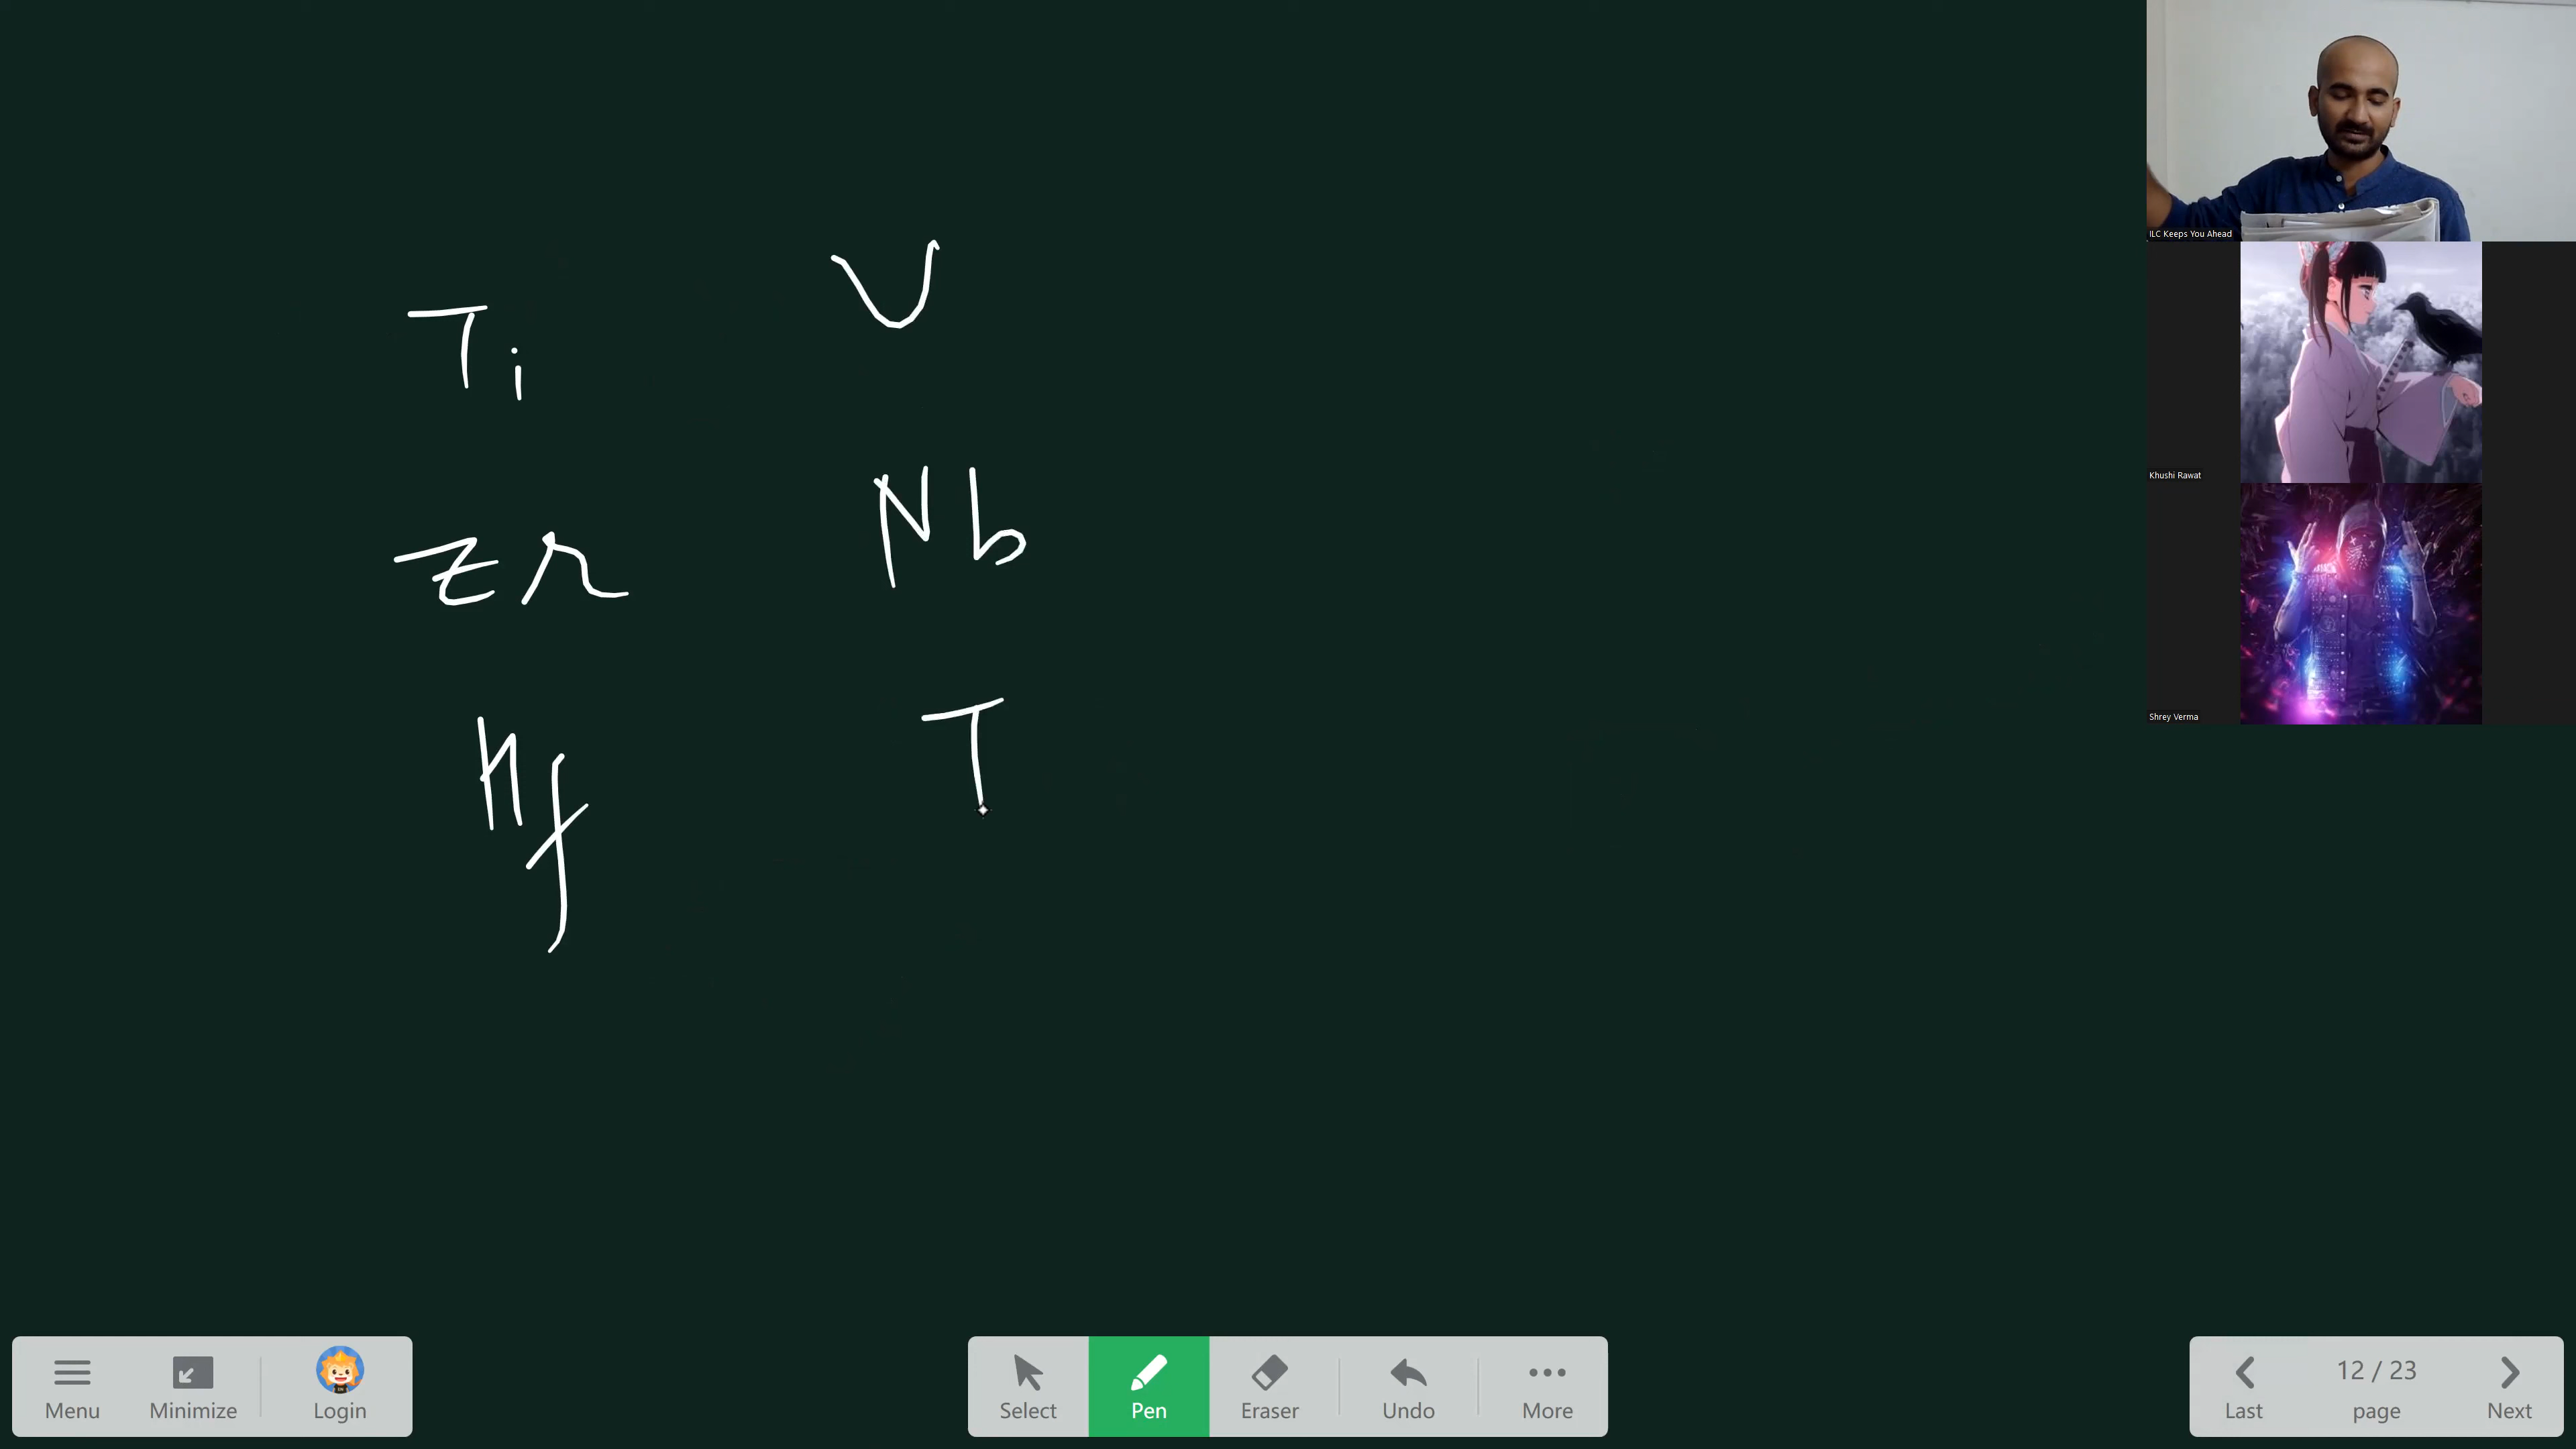 Ti V
Zr Nb
Hf T
ILC Keeps You Ahead
Khushi Rawat
Shrey Verma
Menu Minimize Login
Select Pen Eraser Undo More
Last 12 / 23 page Next